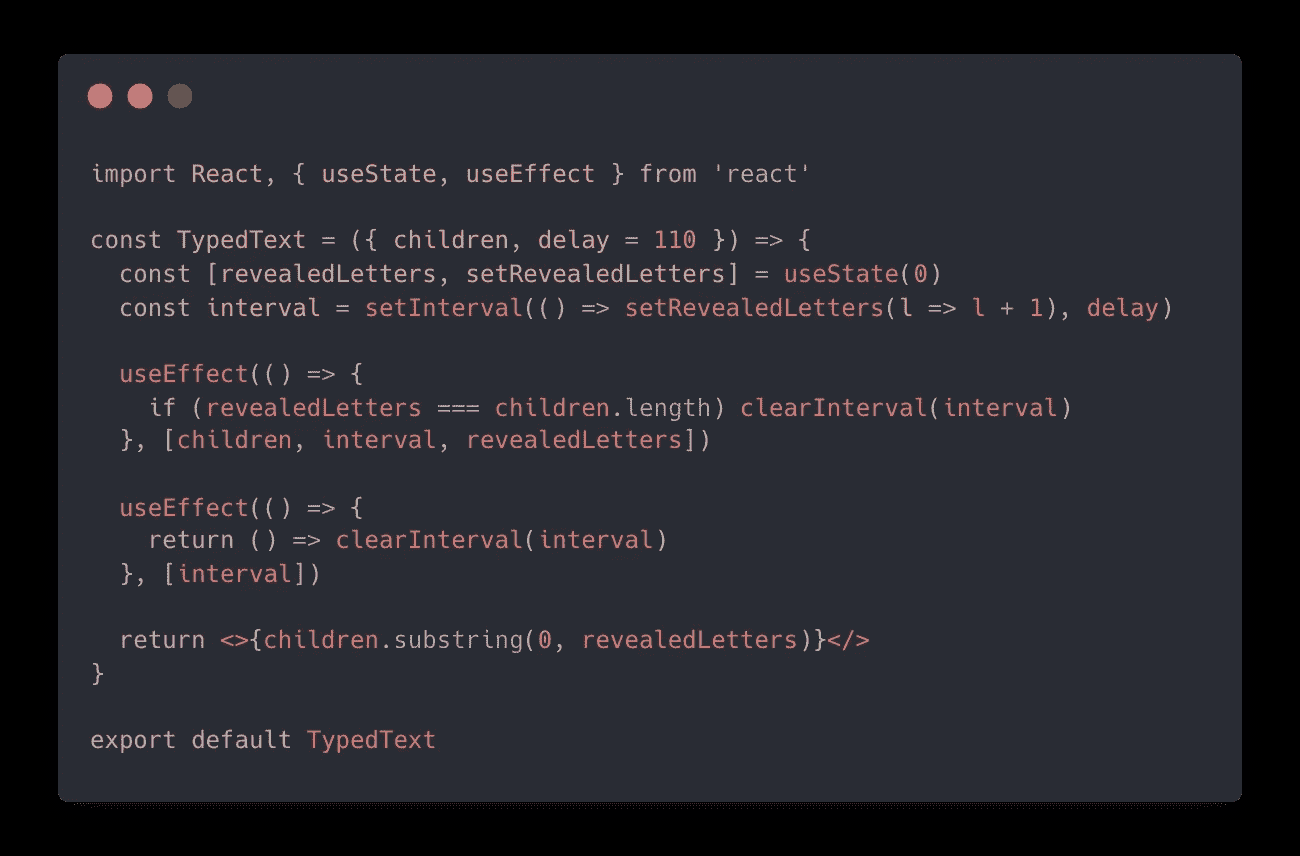 import React, { useState, useEffect } from 'react'
const TypedText = ({ children, delay = 110 }) => {
const [revealedLetters, setRevealedLetters] = useState(0)
const interval = setInterval(() => setRevealedLetters(l => l + 1), delay)
useEffect(() => {
if (revealedLetters === children.length) clearInterval(interval)
}, [children, interval, revealedLetters])
useEffect(() => {
return () => clearInterval(interval)
}, [interval])
return <>{children.substring(0, revealedLetters)}</>
}
export default TypedText